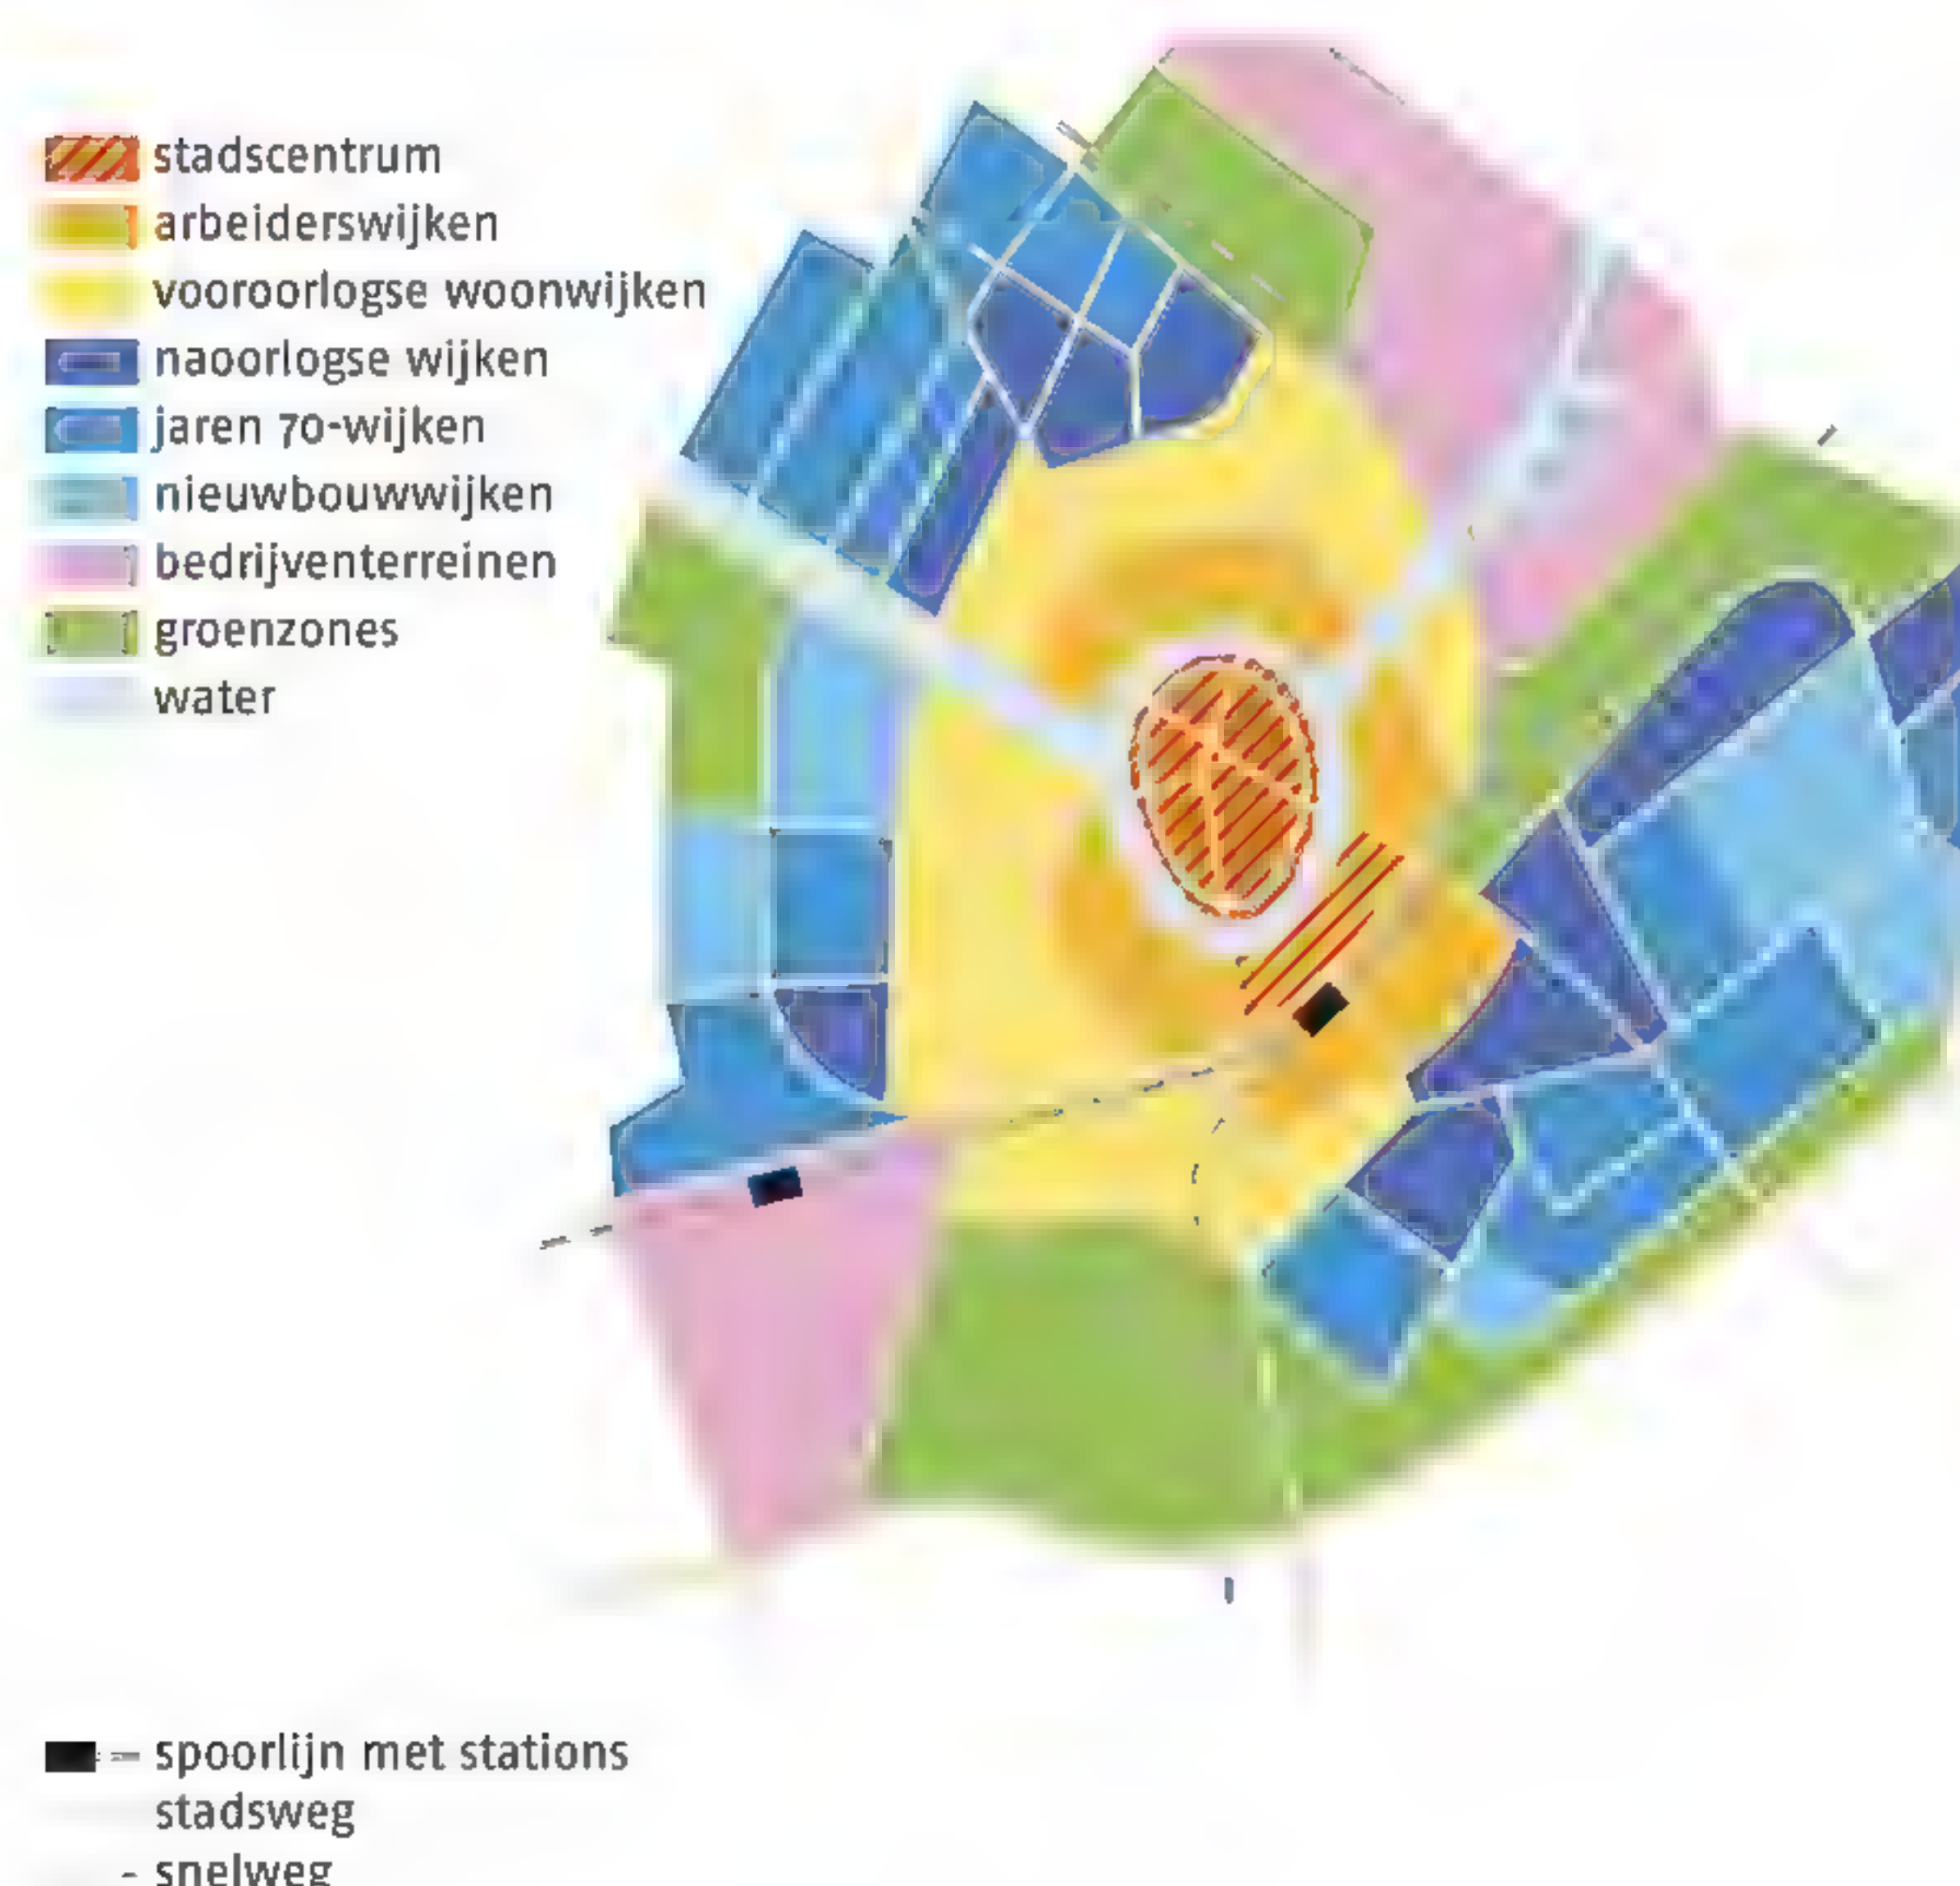 stadscentrum
arbeiderswijken
vooroorlogse woonwijken
naoorlogse wijken
jaren 70-wijken
nieuwbouwwijken
bedrijventerreinen
groenzones
water
spoorlijn met stations
stadsweg
snelweg